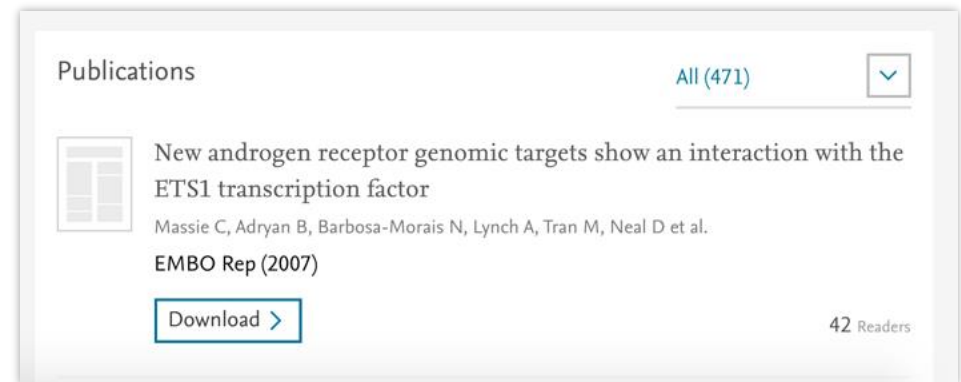 Publications
All (471)
New androgen receptor genomic targets show an interaction with the
ETS1 transcription factor
Massie C, Adryan B, Barbosa-Morais N, Lynch A, Tran M, Neal D et al.
EMBO Rep (2007)
Download
42 Readers